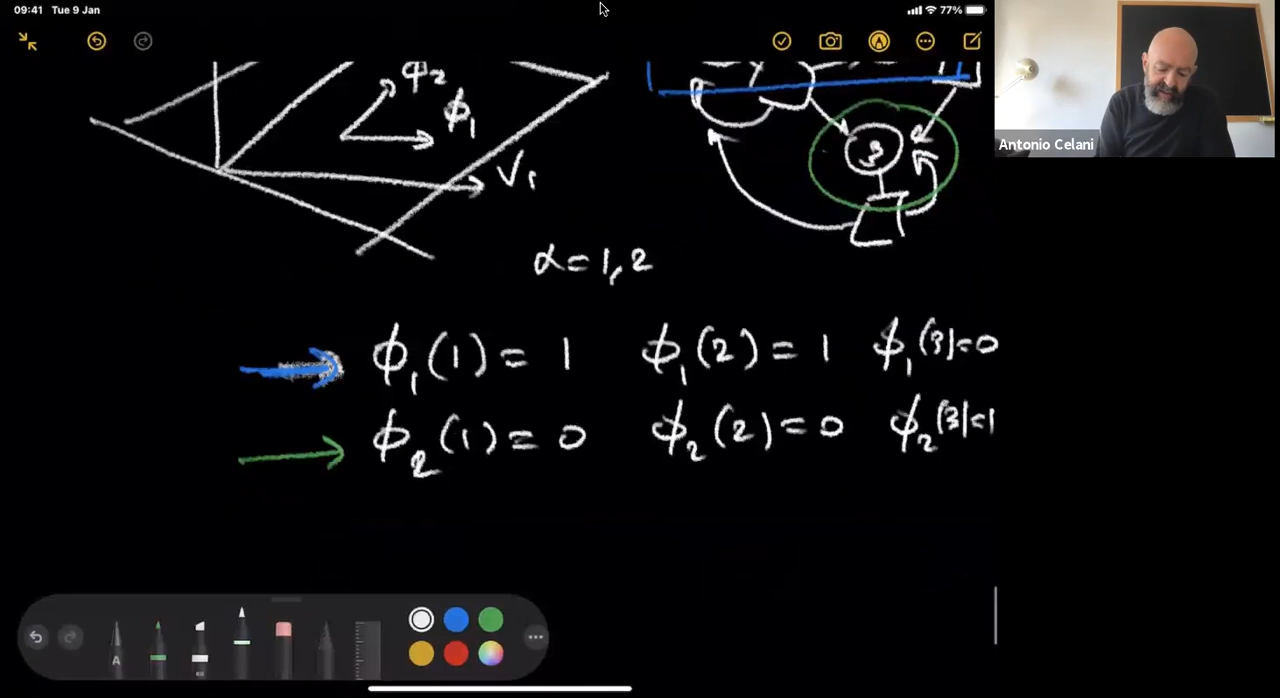 09:41 Tue 9 Jan
77%
Antonio Celani
φ2
φ1
V1
3
α = 1, 2
φ1(1) = 1 φ1(2) = 1 φ1(3) = 0
φ2(1) = 0 φ2(2) = 0 φ2(3) = 1
A